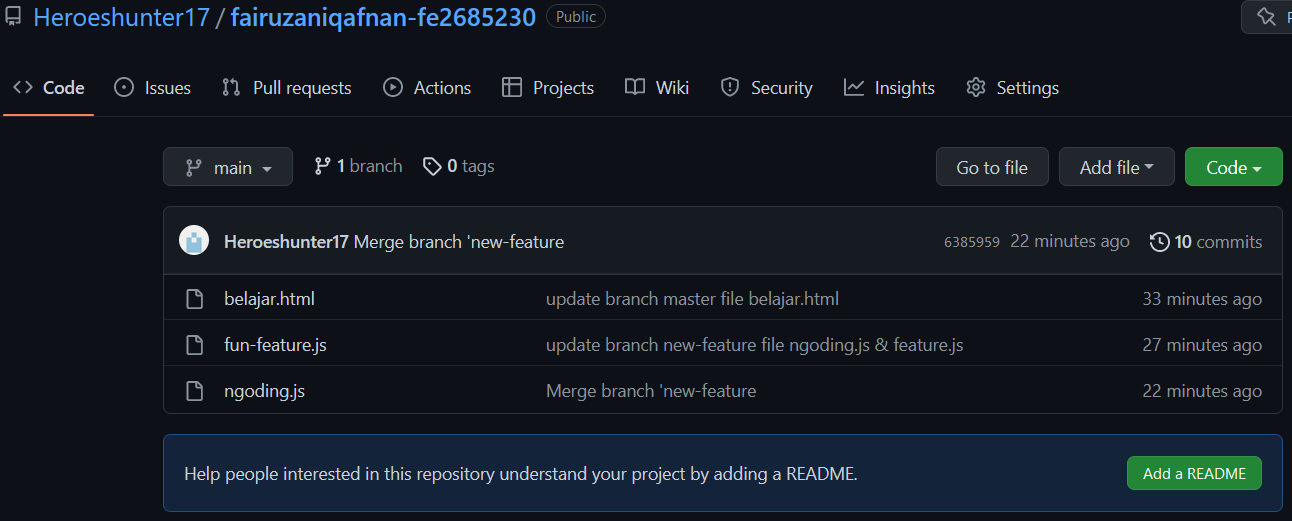 Heroeshunter17 / fairuzaniqafnan-fe2685230 Public
Code Issues Pull requests Actions Projects Wiki Security Insights Settings
main 1 branch 0 tags Go to file Add file Code
Heroeshunter17 Merge branch 'new-feature 6385959 22 minutes ago 10 commits
belajar.html update branch master file belajar.html 33 minutes ago
fun-feature.js update branch new-feature file ngoding.js & feature.js 27 minutes ago
ngoding.js Merge branch 'new-feature 22 minutes ago
Help people interested in this repository understand your project by adding a README. Add a README